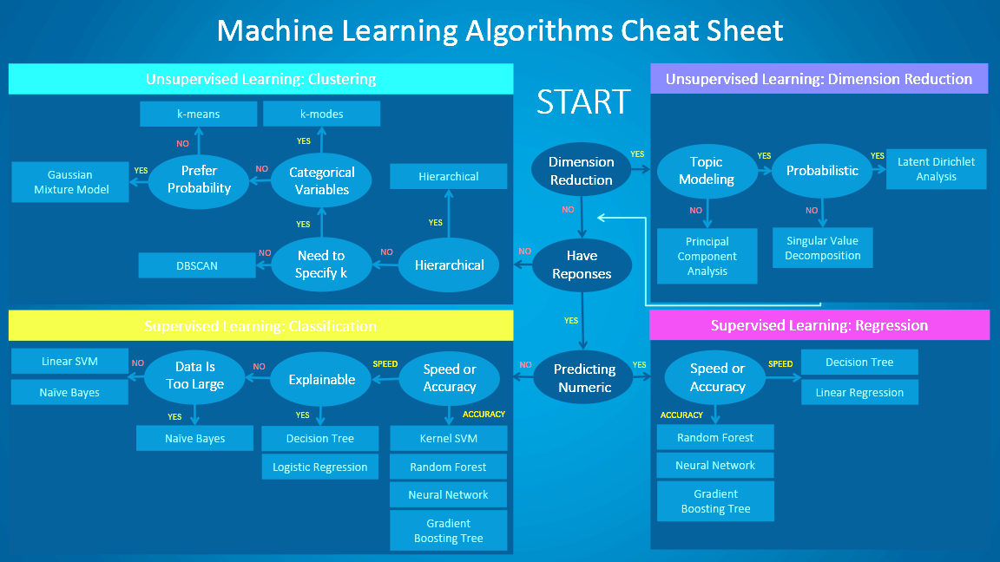 Machine Learning Algorithms Cheat Sheet
Unsupervised Learning: Clustering
k-means
k-modes
NO
YES
Gaussian
Mixture Model
YES
Prefer
Probability
NO
Categorical
Variables
Hierarchical
YES
YES
DBSCAN
NO
Need to
Specify k
NO
Hierarchical
START
Dimension
Reduction
YES
NO
NO
Have
Reponses
YES
NO
Predicting
Numeric
YES
Unsupervised Learning: Dimension Reduction
Topic
Modeling
YES
Probabilistic
YES
Latent Dirichlet
Analysis
NO
NO
Principal
Component
Analysis
Singular Value
Decomposition
Supervised Learning: Classification
Linear SVM
Naïve Bayes
NO
Data Is
Too Large
NO
Explainable
SPEED
Speed or
Accuracy
YES
YES
ACCURACY
Naïve Bayes
Decision Tree
Logistic Regression
Kernel SVM
Random Forest
Neural Network
Gradient
Boosting Tree
Supervised Learning: Regression
Speed or
Accuracy
SPEED
Decision Tree
Linear Regression
ACCURACY
Random Forest
Neural Network
Gradient
Boosting Tree